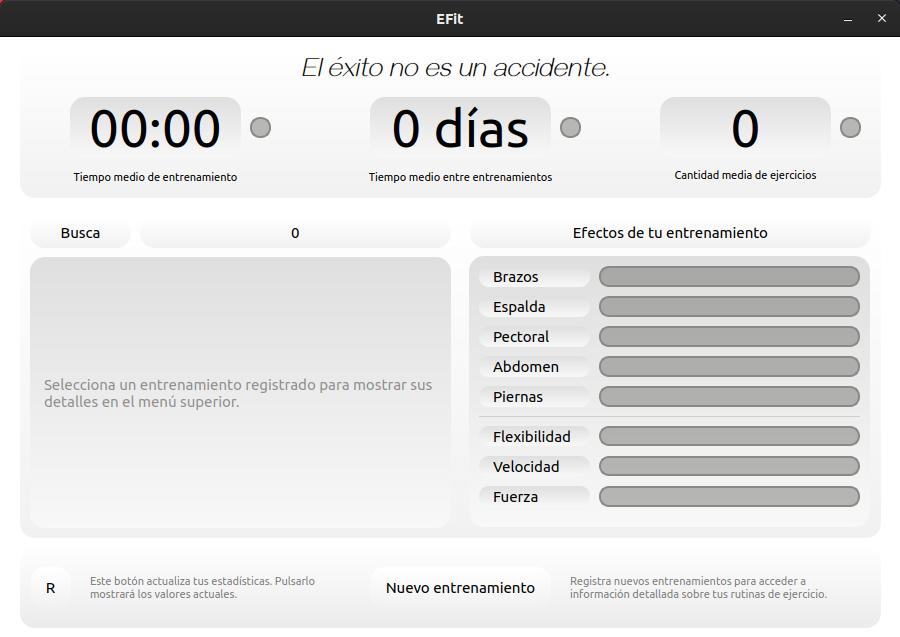 EFit
El éxito no es un accidente.
00:00
0 días
0
Tiempo medio de entrenamiento
Tiempo medio entre entrenamientos
Cantidad media de ejercicios
Busca
0
Selecciona un entrenamiento registrado para mostrar sus
detalles en el menú superior.
Efectos de tu entrenamiento
Brazos
Espalda
Pectoral
Abdomen
Piernas
Flexibilidad
Velocidad
Fuerza
R
Este botón actualiza tus estadísticas. Pulsarlo
mostrará los valores actuales.
Nuevo entrenamiento
Registra nuevos entrenamientos para acceder a
información detallada sobre tus rutinas de ejercicio.